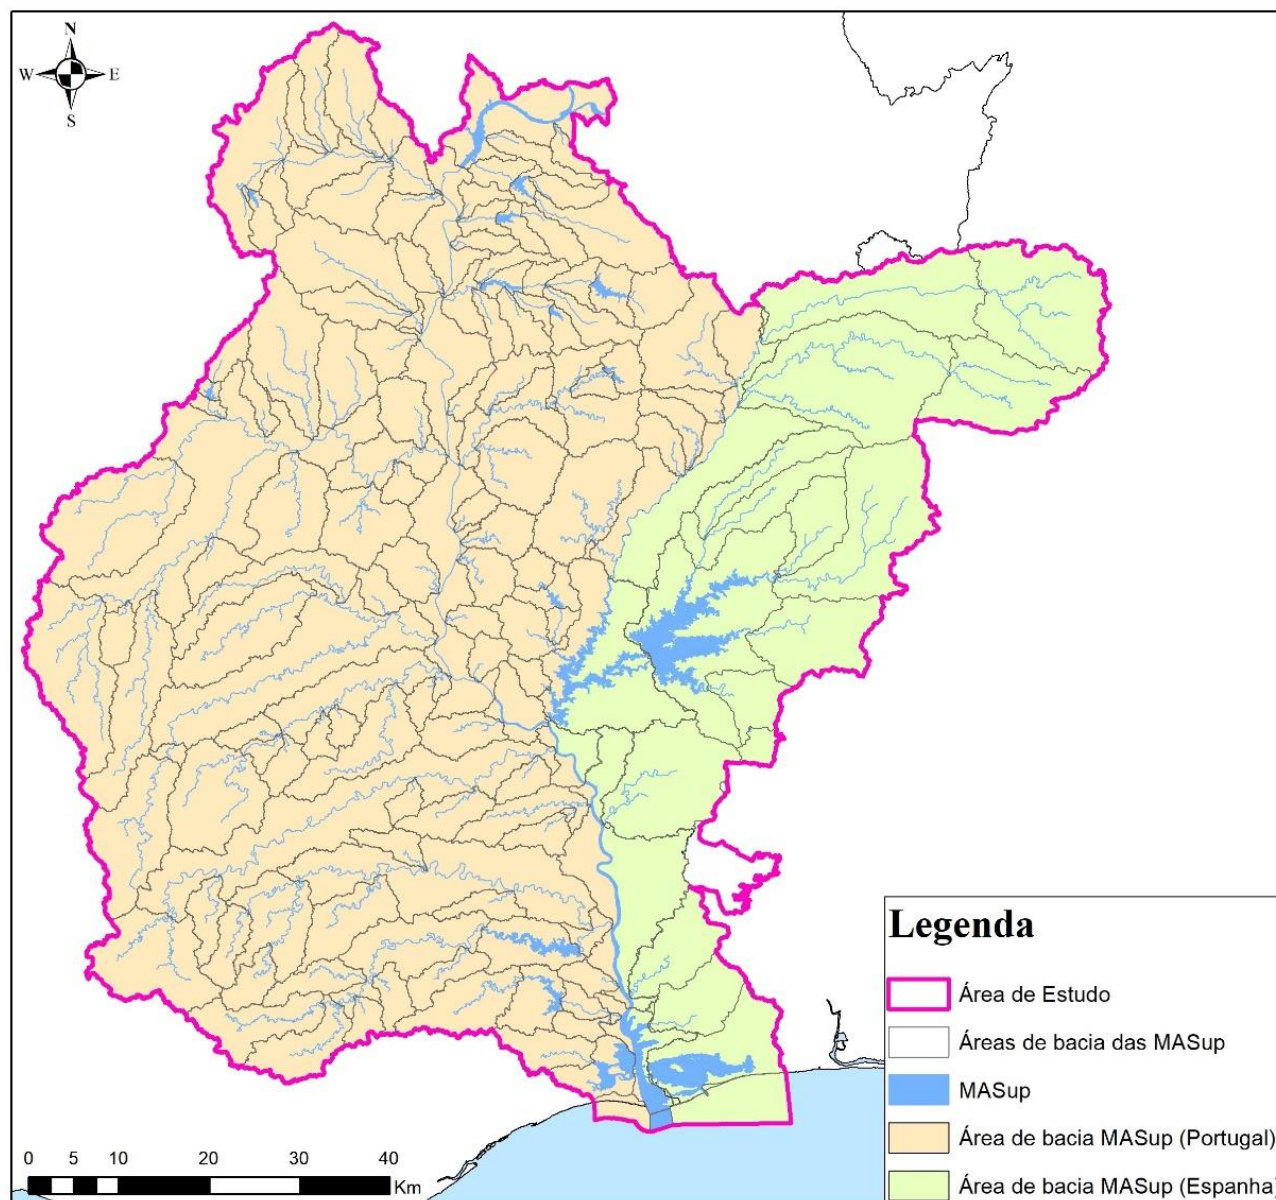 N
W E
S
Legenda
Área de Estudo
Áreas de bacia das MASup
MASup
Área de bacia MASup (Portugal)
Área de bacia MASup (Espanha)
0 5 10 20 30 40
Km